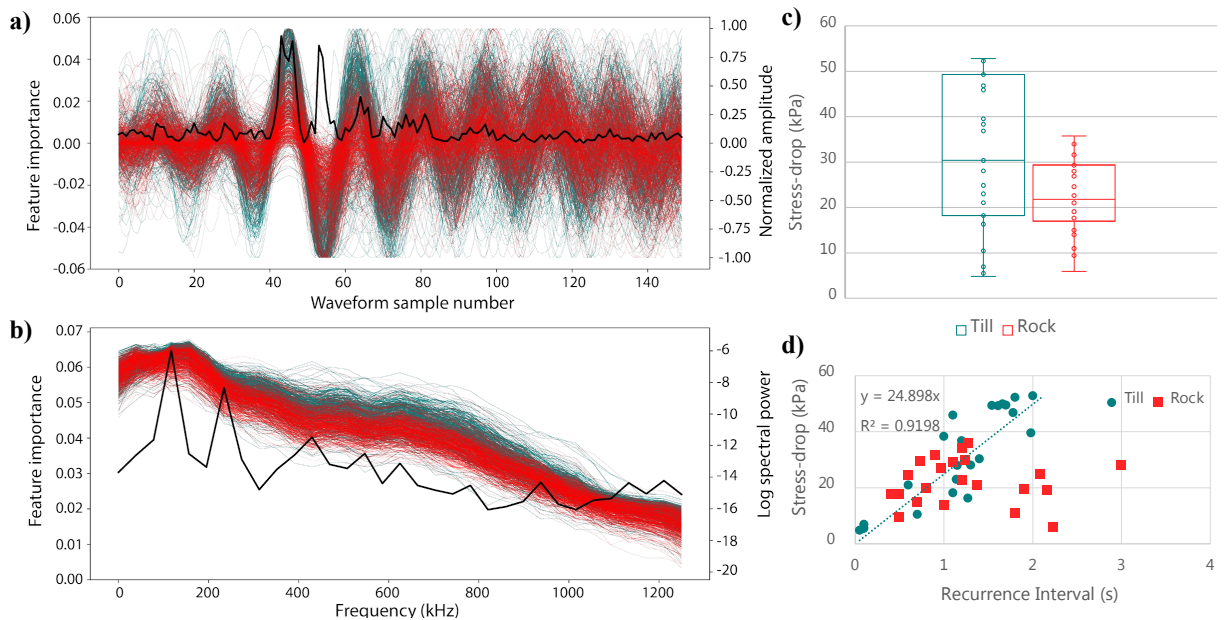 a)
0.06
0.04
0.02
0.00
-0.02
-0.04
-0.06
Feature importance
1.00
0.75
0.50
0.25
0.00
-0.25
-0.50
-0.75
-1.00
Normalized amplitude
0 20 40 60 80 100 120 140
Waveform sample number
b)
0.07
0.06
0.05
0.04
0.03
0.02
0.01
0.00
Feature importance
-6
-8
-10
-12
-14
-16
-18
-20
Log spectral power
0 200 400 600 800 1000 1200
Frequency (kHz)
c)
60
50
40
30
20
10
0
Stress-drop (kPa)
Till Rock
d)
60
40
20
0
Stress-drop (kPa)
y = 24.898x
R² = 0.9198
Till Rock
0 1 2 3 4
Recurrence Interval (s)